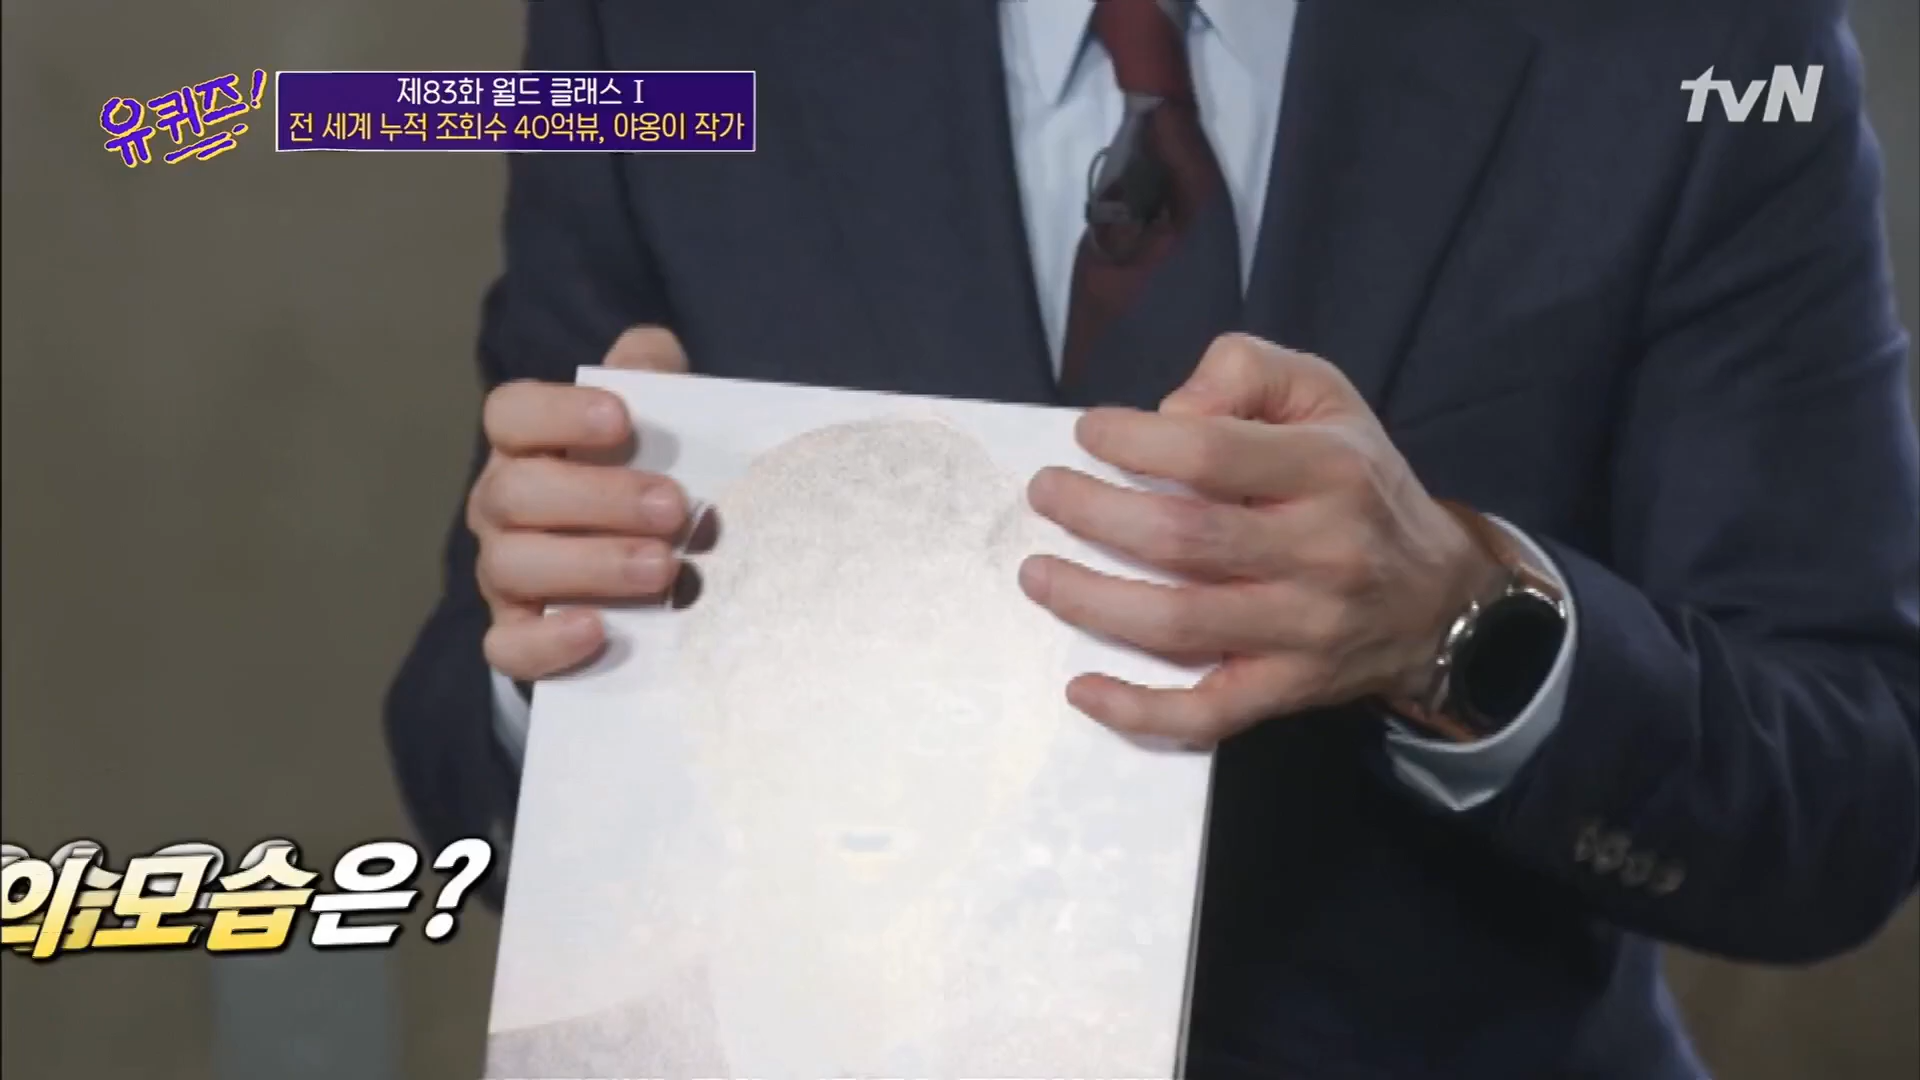 유퀴즈!
제83화 월드 클래스 Ⅰ
전 세계 누적 조회수 40억뷰, 야옹이 작가
tvN
의 모습은?